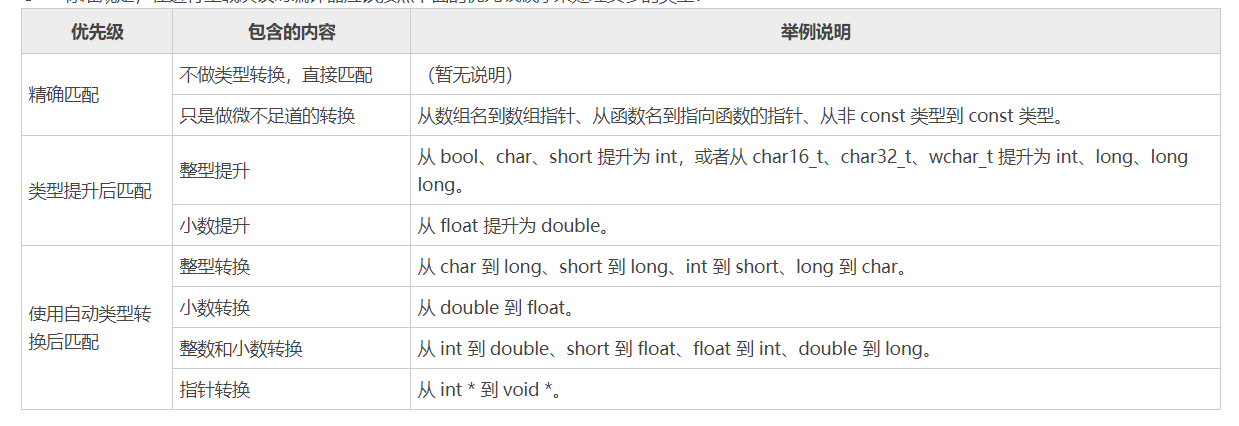 优先级 包含的内容 举例说明
精确匹配
不做类型转换，直接匹配 （暂无说明）
只是做微不足道的转换 从数组名到数组指针、从函数名到指向函数的指针、从非 const 类型到 const 类型。
类型提升后匹配
整型提升
从 bool、char、short 提升为 int，或者从 char16_t、char32_t、wchar_t 提升为 int、long、long
long。
小数提升 从 float 提升为 double。
使用自动类型转
换后匹配
整型转换 从 char 到 long、short 到 long、int 到 short、long 到 char。
小数转换 从 double 到 float。
整数和小数转换 从 int 到 double、short 到 float、float 到 int、double 到 long。
指针转换 从 int * 到 void *。